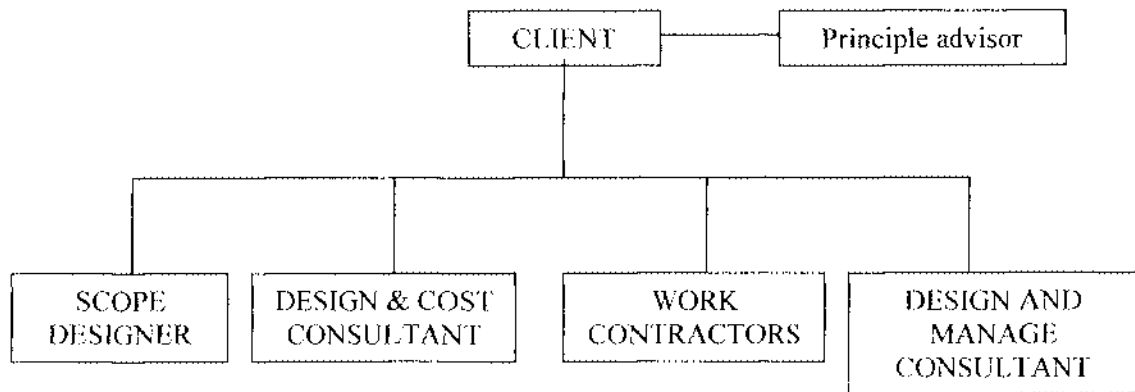 CLIENT
Principle advisor
SCOPE
DESIGNER
DESIGN & COST
CONSULTANT
WORK
CONTRACTORS
DESIGN AND
MANAGE
CONSULTANT